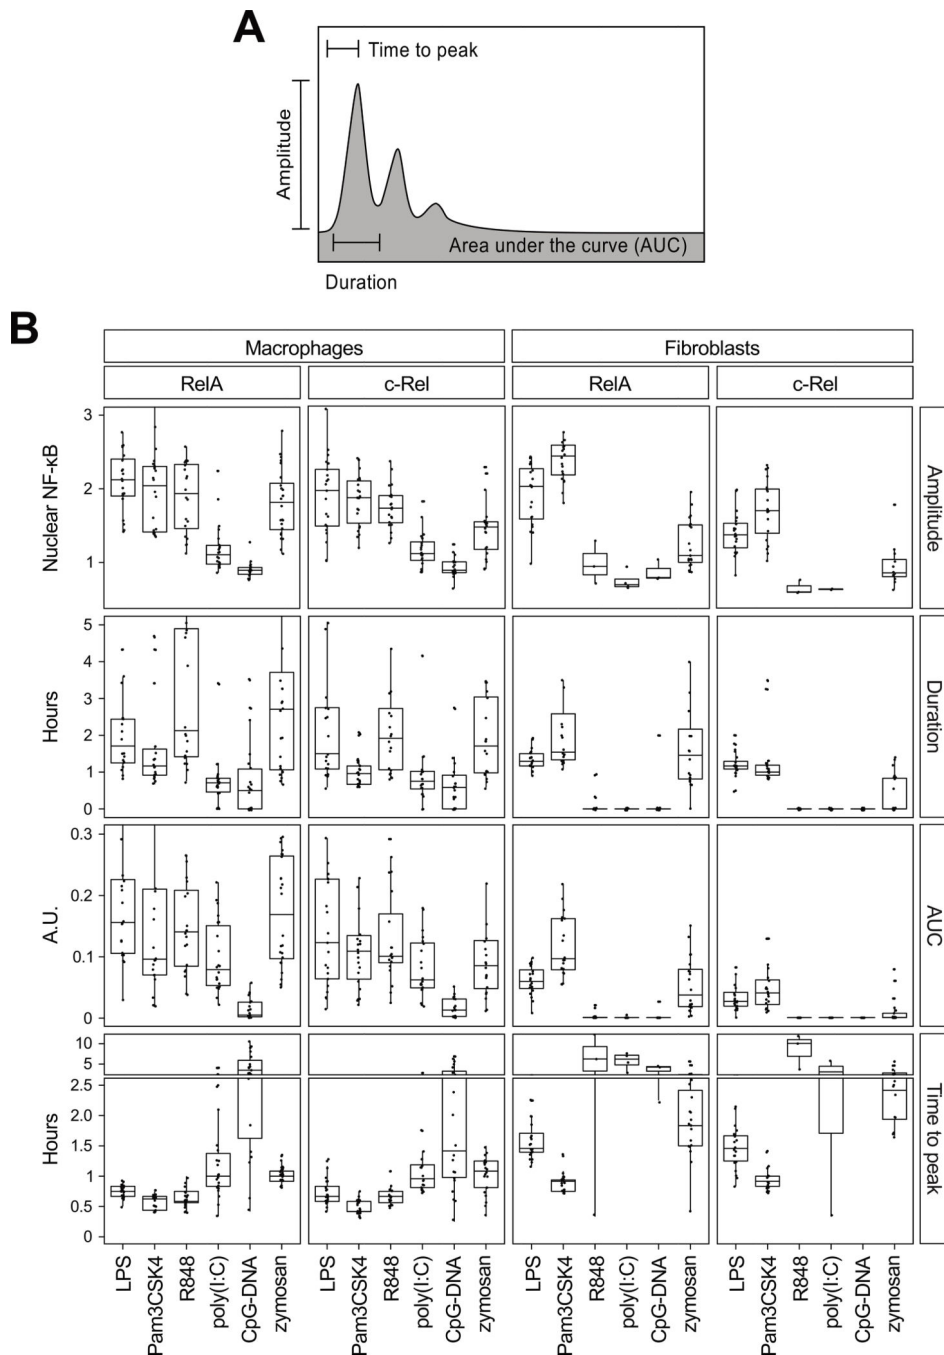 A
Time to peak
Amplitude
Area under the curve (AUC)
Duration
B
Macrophages
Fibroblasts
RelA
c-Rel
RelA
c-Rel
Nuclear NF-κB
3
2
1
Amplitude
Hours
5
4
3
2
1
0
Duration
A.U.
0.3
0.2
0.1
0
AUC
Hours
10
5
2.5
2.0
1.5
1
0.5
0
Time to peak
LPS
Pam3CSK4
R848
poly(I:C)
CpG-DNA
zymosan
LPS
Pam3CSK4
R848
poly(I:C)
CpG-DNA
zymosan
LPS
Pam3CSK4
R848
poly(I:C)
CpG-DNA
zymosan
LPS
Pam3CSK4
R848
poly(I:C)
CpG-DNA
zymosan